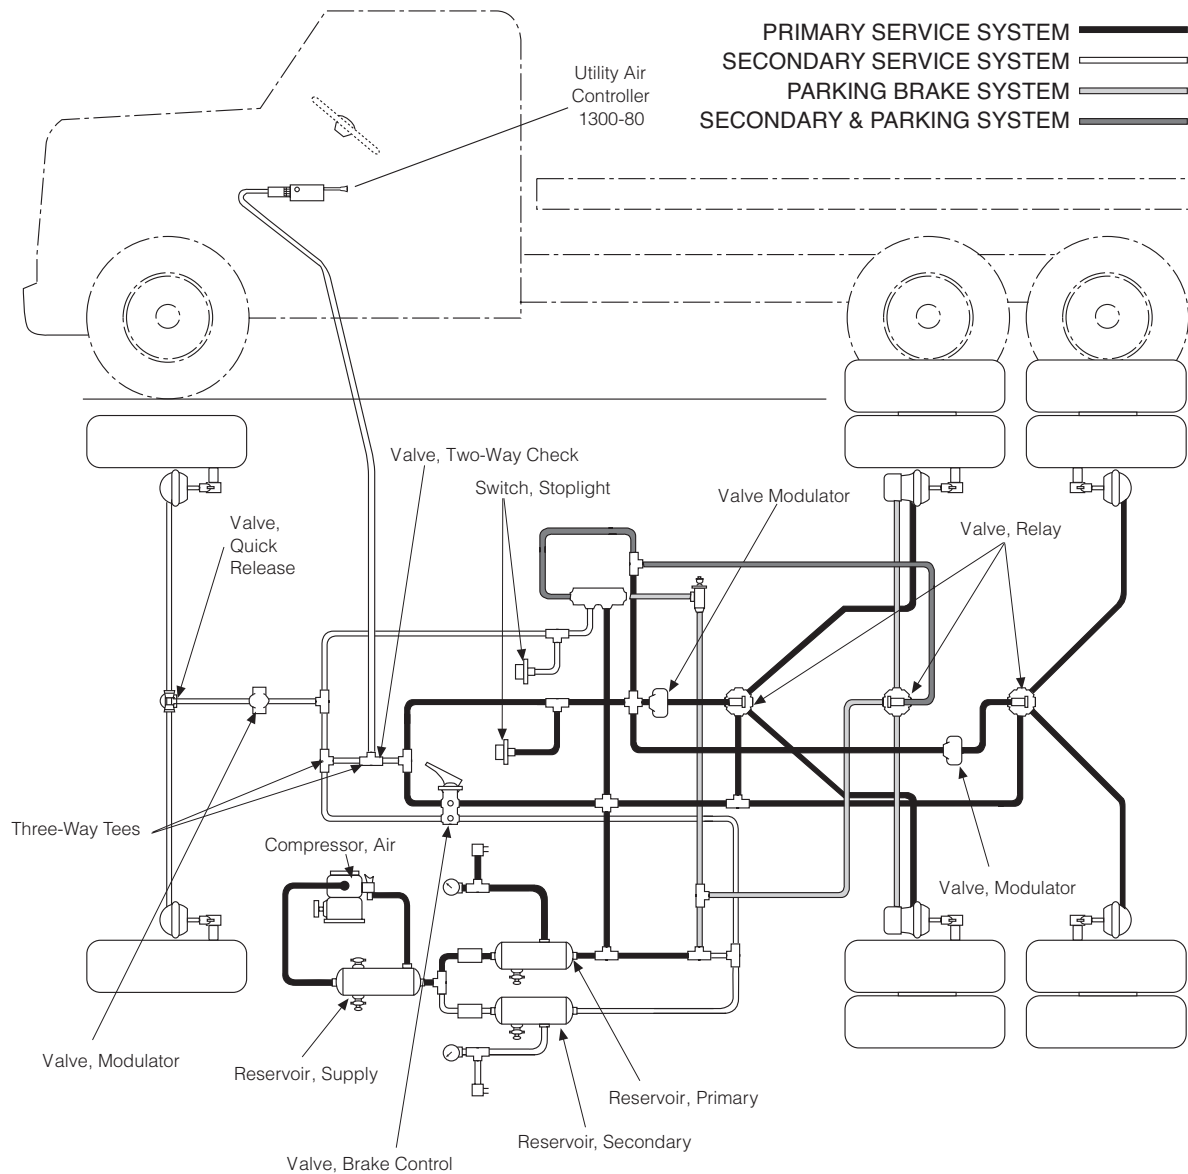 PRIMARY SERVICE SYSTEM
SECONDARY SERVICE SYSTEM
PARKING BRAKE SYSTEM
SECONDARY & PARKING SYSTEM
Utility Air
Controller
1300-80
Valve, Two-Way Check
Switch, Stoplight
Valve Modulator
Valve, Relay
Valve,
Quick
Release
Three-Way Tees
Compressor, Air
Valve, Modulator
Valve, Modulator
Reservoir, Supply
Reservoir, Primary
Reservoir, Secondary
Valve, Brake Control